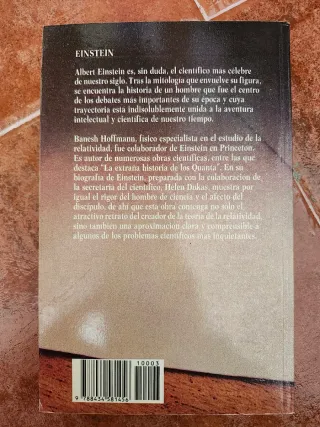 EINSTEIN
Albert Einstein es, sin duda, el científico más célebre
de nuestro siglo. Tras la mitología que envuelve su figura,
se encuentra la historia de un hombre que fue el centro
de los debates más importantes de su época y cuya
trayectoria está indisolublemente unida a la aventura
intelectual y científica de nuestro tiempo.
Banesh Hoffmann, físico especialista en el estudio de la
relatividad, fue colaborador de Einstein en Princeton.
Es autor de numerosas obras científicas, entre las que
destaca "La extraña historia de los Quanta". En su
biografía de Einstein, preparada con la colaboración de
la secretaria del científico, Helen Dukas, muestra por
igual el rigor del hombre de ciencia y el afecto del
discípulo, de ahí que esta obra contenga no sólo el
atractivo retrato del creador de la teoría de la relatividad,
sino también una aproximación clara y comprensible a
algunos de los problemas científicos más inquietantes.
10003
9 788434 581456